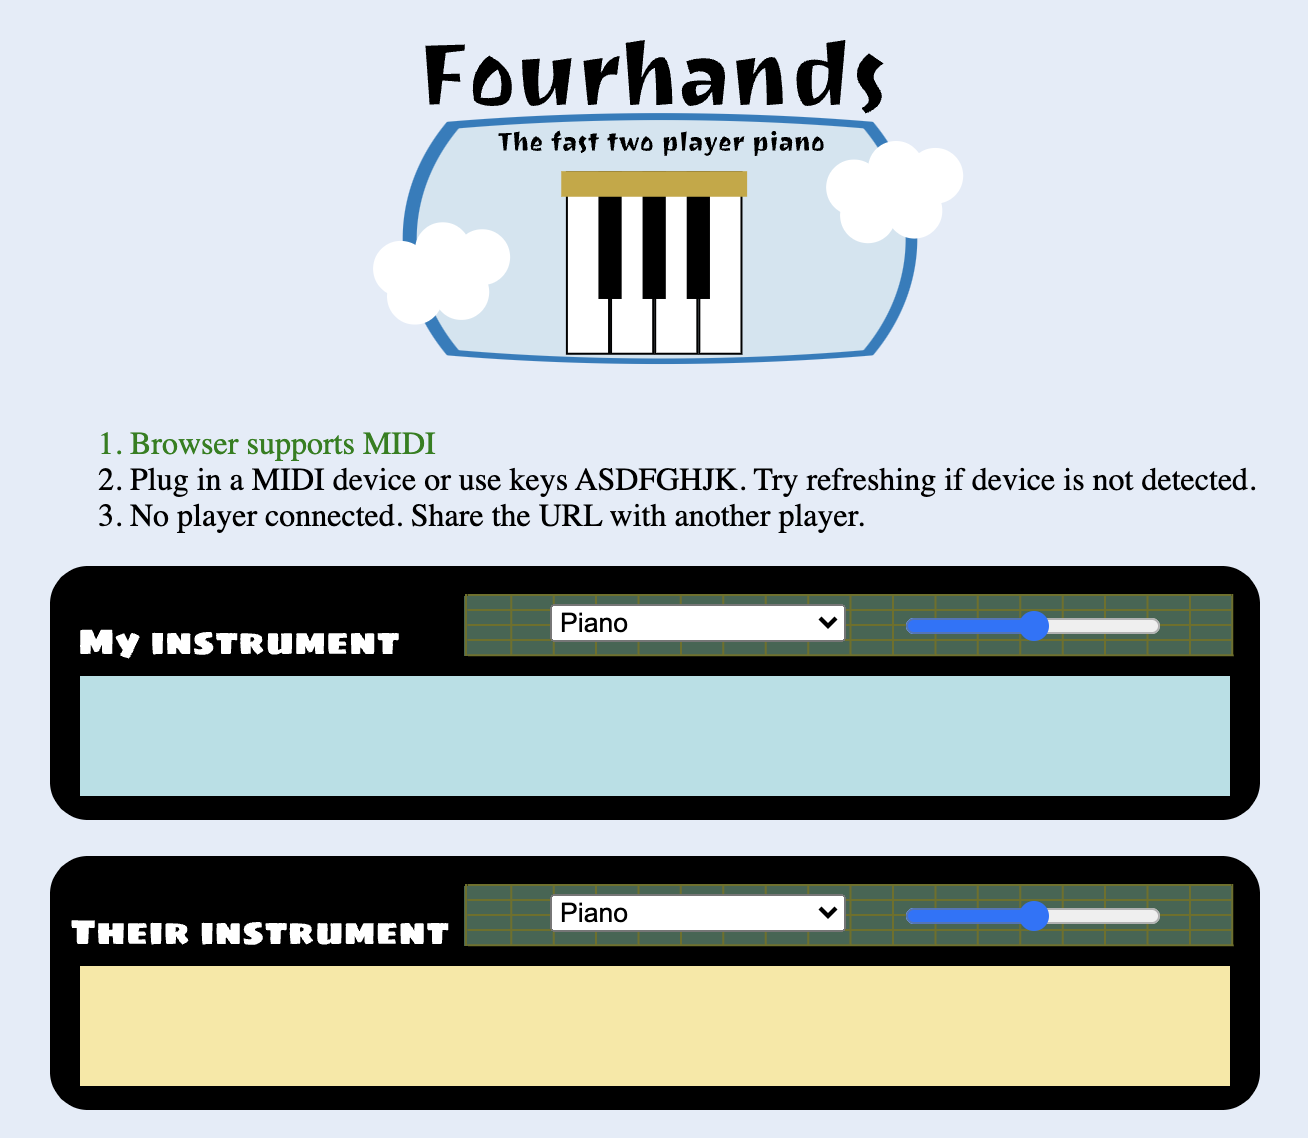 Fourhands
The fast two player piano
1. Browser supports MIDI
2. Plug in a MIDI device or use keys ASDFGHJK. Try refreshing if device is not detected.
3. No player connected. Share the URL with another player.
My instrument
Piano
Their instrument
Piano